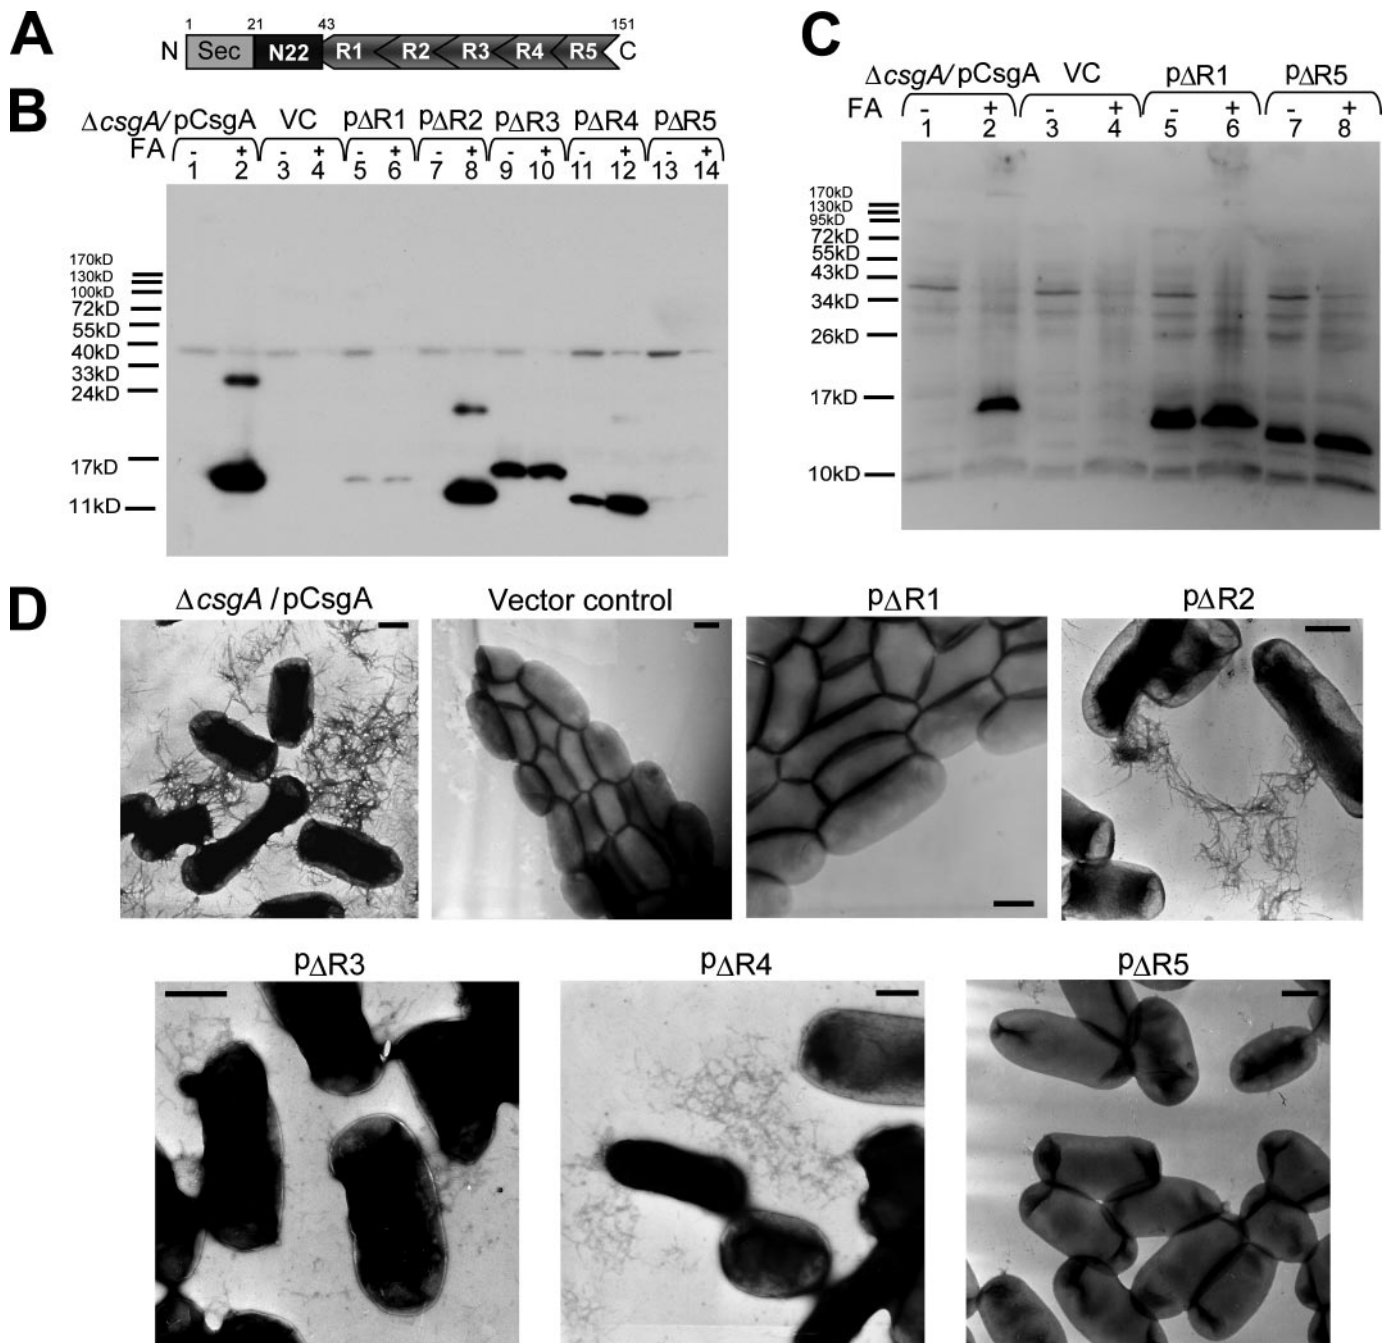 A
1 21 43 151
N Sec N22 R1 R2 R3 R4 R5 C
B
ΔcsgA/pCsgA VC pΔR1 pΔR2 pΔR3 pΔR4 pΔR5
FA - + - + - + - + - + - + - +
1 2 3 4 5 6 7 8 9 10 11 12 13 14
170kD
130kD
100kD
72kD
55kD
40kD
33kD
24kD
17kD
11kD
C
ΔcsgA/pCsgA VC pΔR1 pΔR5
FA - + - + - + - +
1 2 3 4 5 6 7 8
170kD
130kD
95kD
72kD
55kD
43kD
34kD
26kD
17kD
10kD
D
ΔcsgA/pCsgA Vector control pΔR1 pΔR2
pΔR3 pΔR4 pΔR5